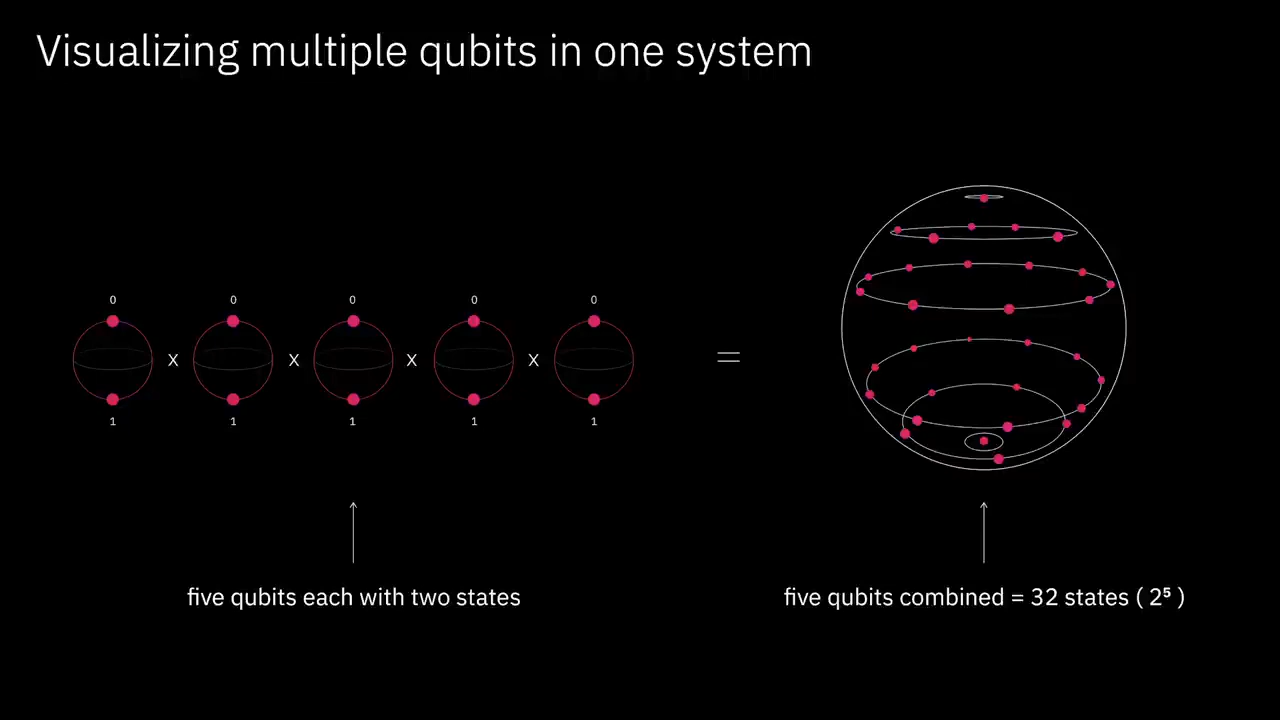 Visualizing multiple qubits in one system
0 0 0 0 0
x x x x =
1 1 1 1 1
five qubits each with two states
five qubits combined = 32 states ( 2⁵ )